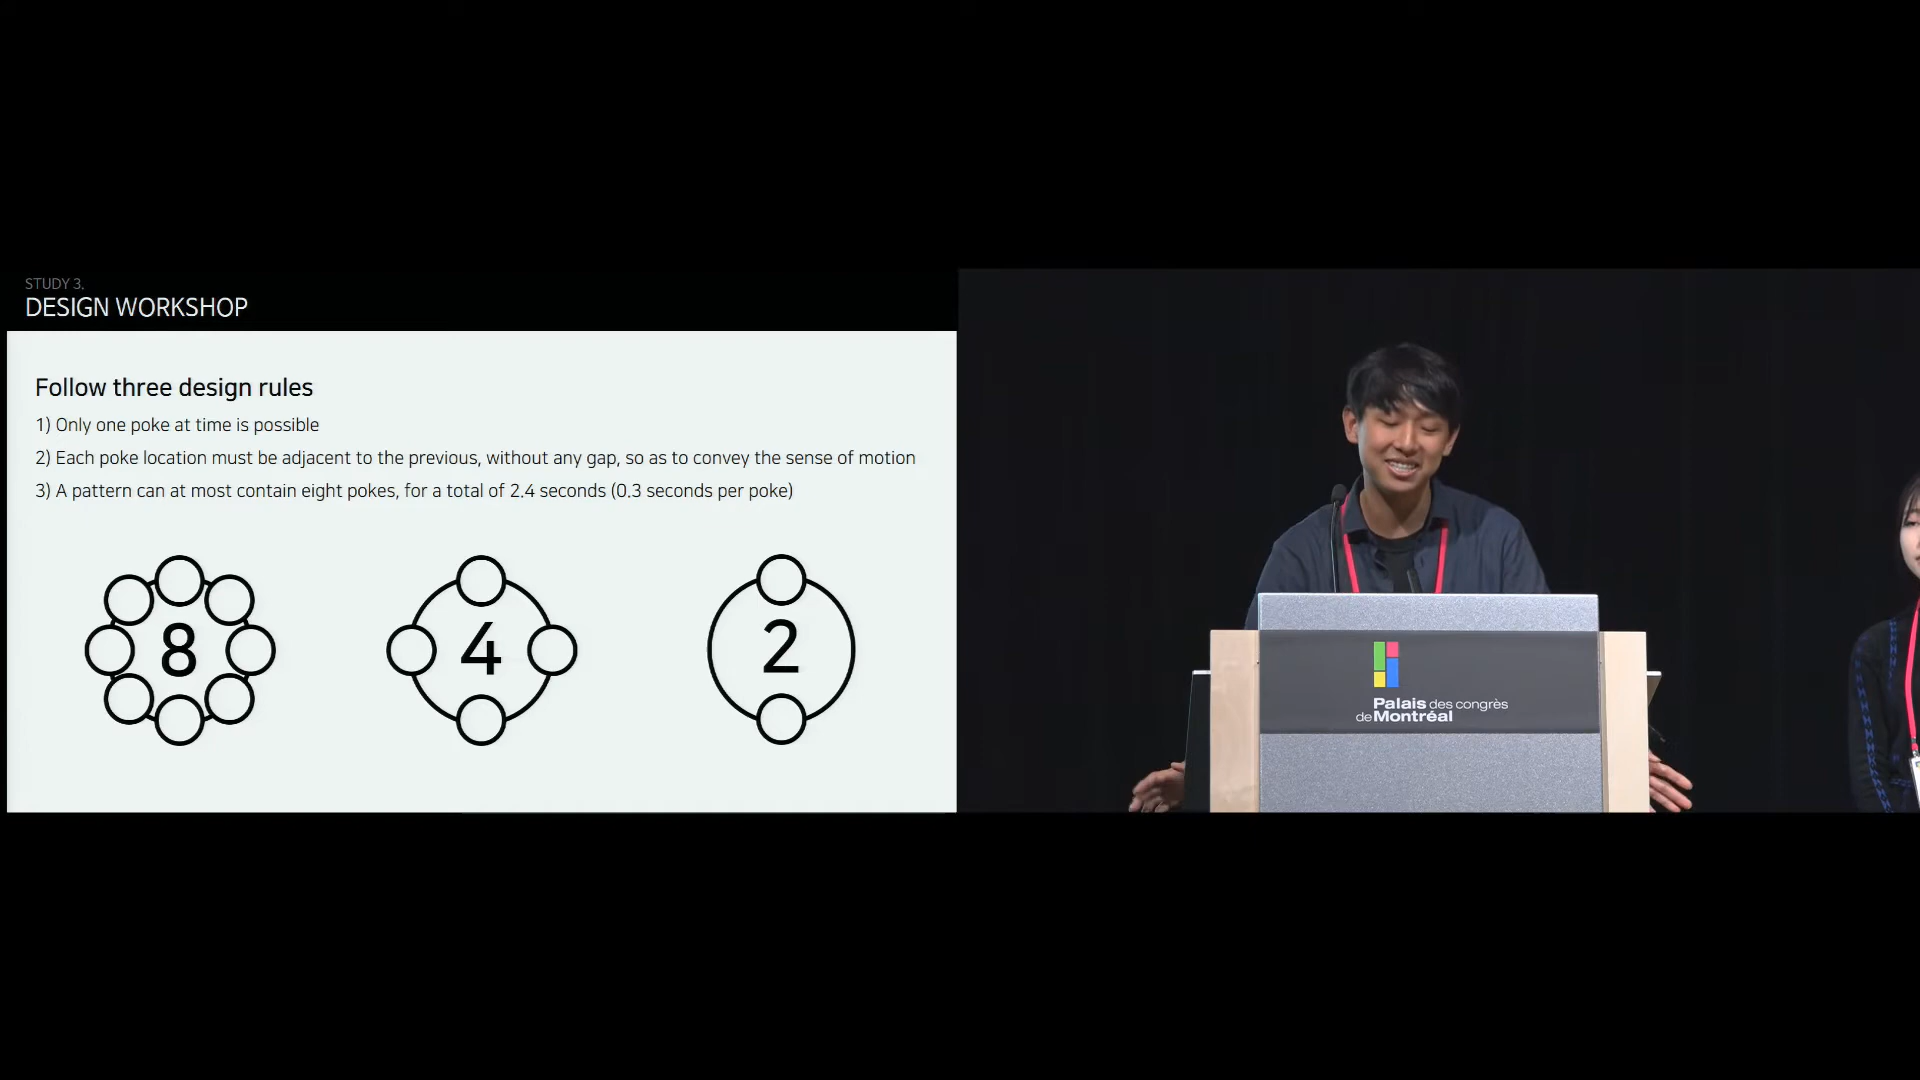 STUDY 3.
DESIGN WORKSHOP
Follow three design rules
1) Only one poke at time is possible
2) Each poke location must be adjacent to the previous, without any gap, so as to convey the sense of motion
3) A pattern can at most contain eight pokes, for a total of 2.4 seconds (0.3 seconds per poke)
8
4
2
Palais des congrès
de Montréal